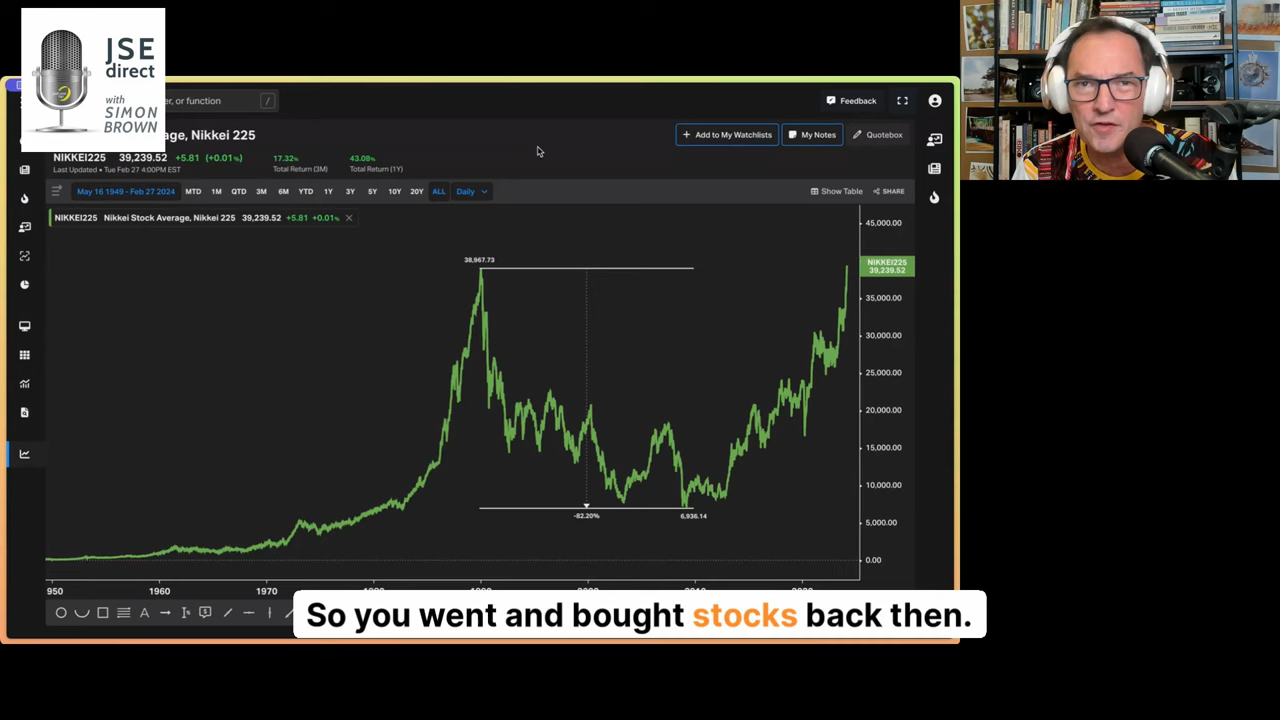 JSE
direct
with
SIMON
BROWN
or, or function
/
Feedback
age, Nikkei 225
Add to My Watchlists
My Notes
Quotebox
NIKKEI225 39,239.52 +5.81 (+0.01%)
17.32%
43.08%
Last Updated • Tue Feb 27 4:00PM EST
Total Return (3M)
Total Return (1Y)
May 16 1949 - Feb 27 2024 MTD 1M QTD 3M 6M YTD 1Y 3Y 5Y 10Y 20Y ALL Daily
Show Table
SHARE
NIKKEI225 Nikkei Stock Average, Nikkei 225 39,239.52 +5.81 +0.01%
45,000.00
38,967.73
NIKKEI225
39,239.52
35,000.00
30,000.00
25,000.00
20,000.00
15,000.00
10,000.00
5,000.00
0.00
-82.20%
6,936.14
950 1960 1970
So you went and bought stocks back then.